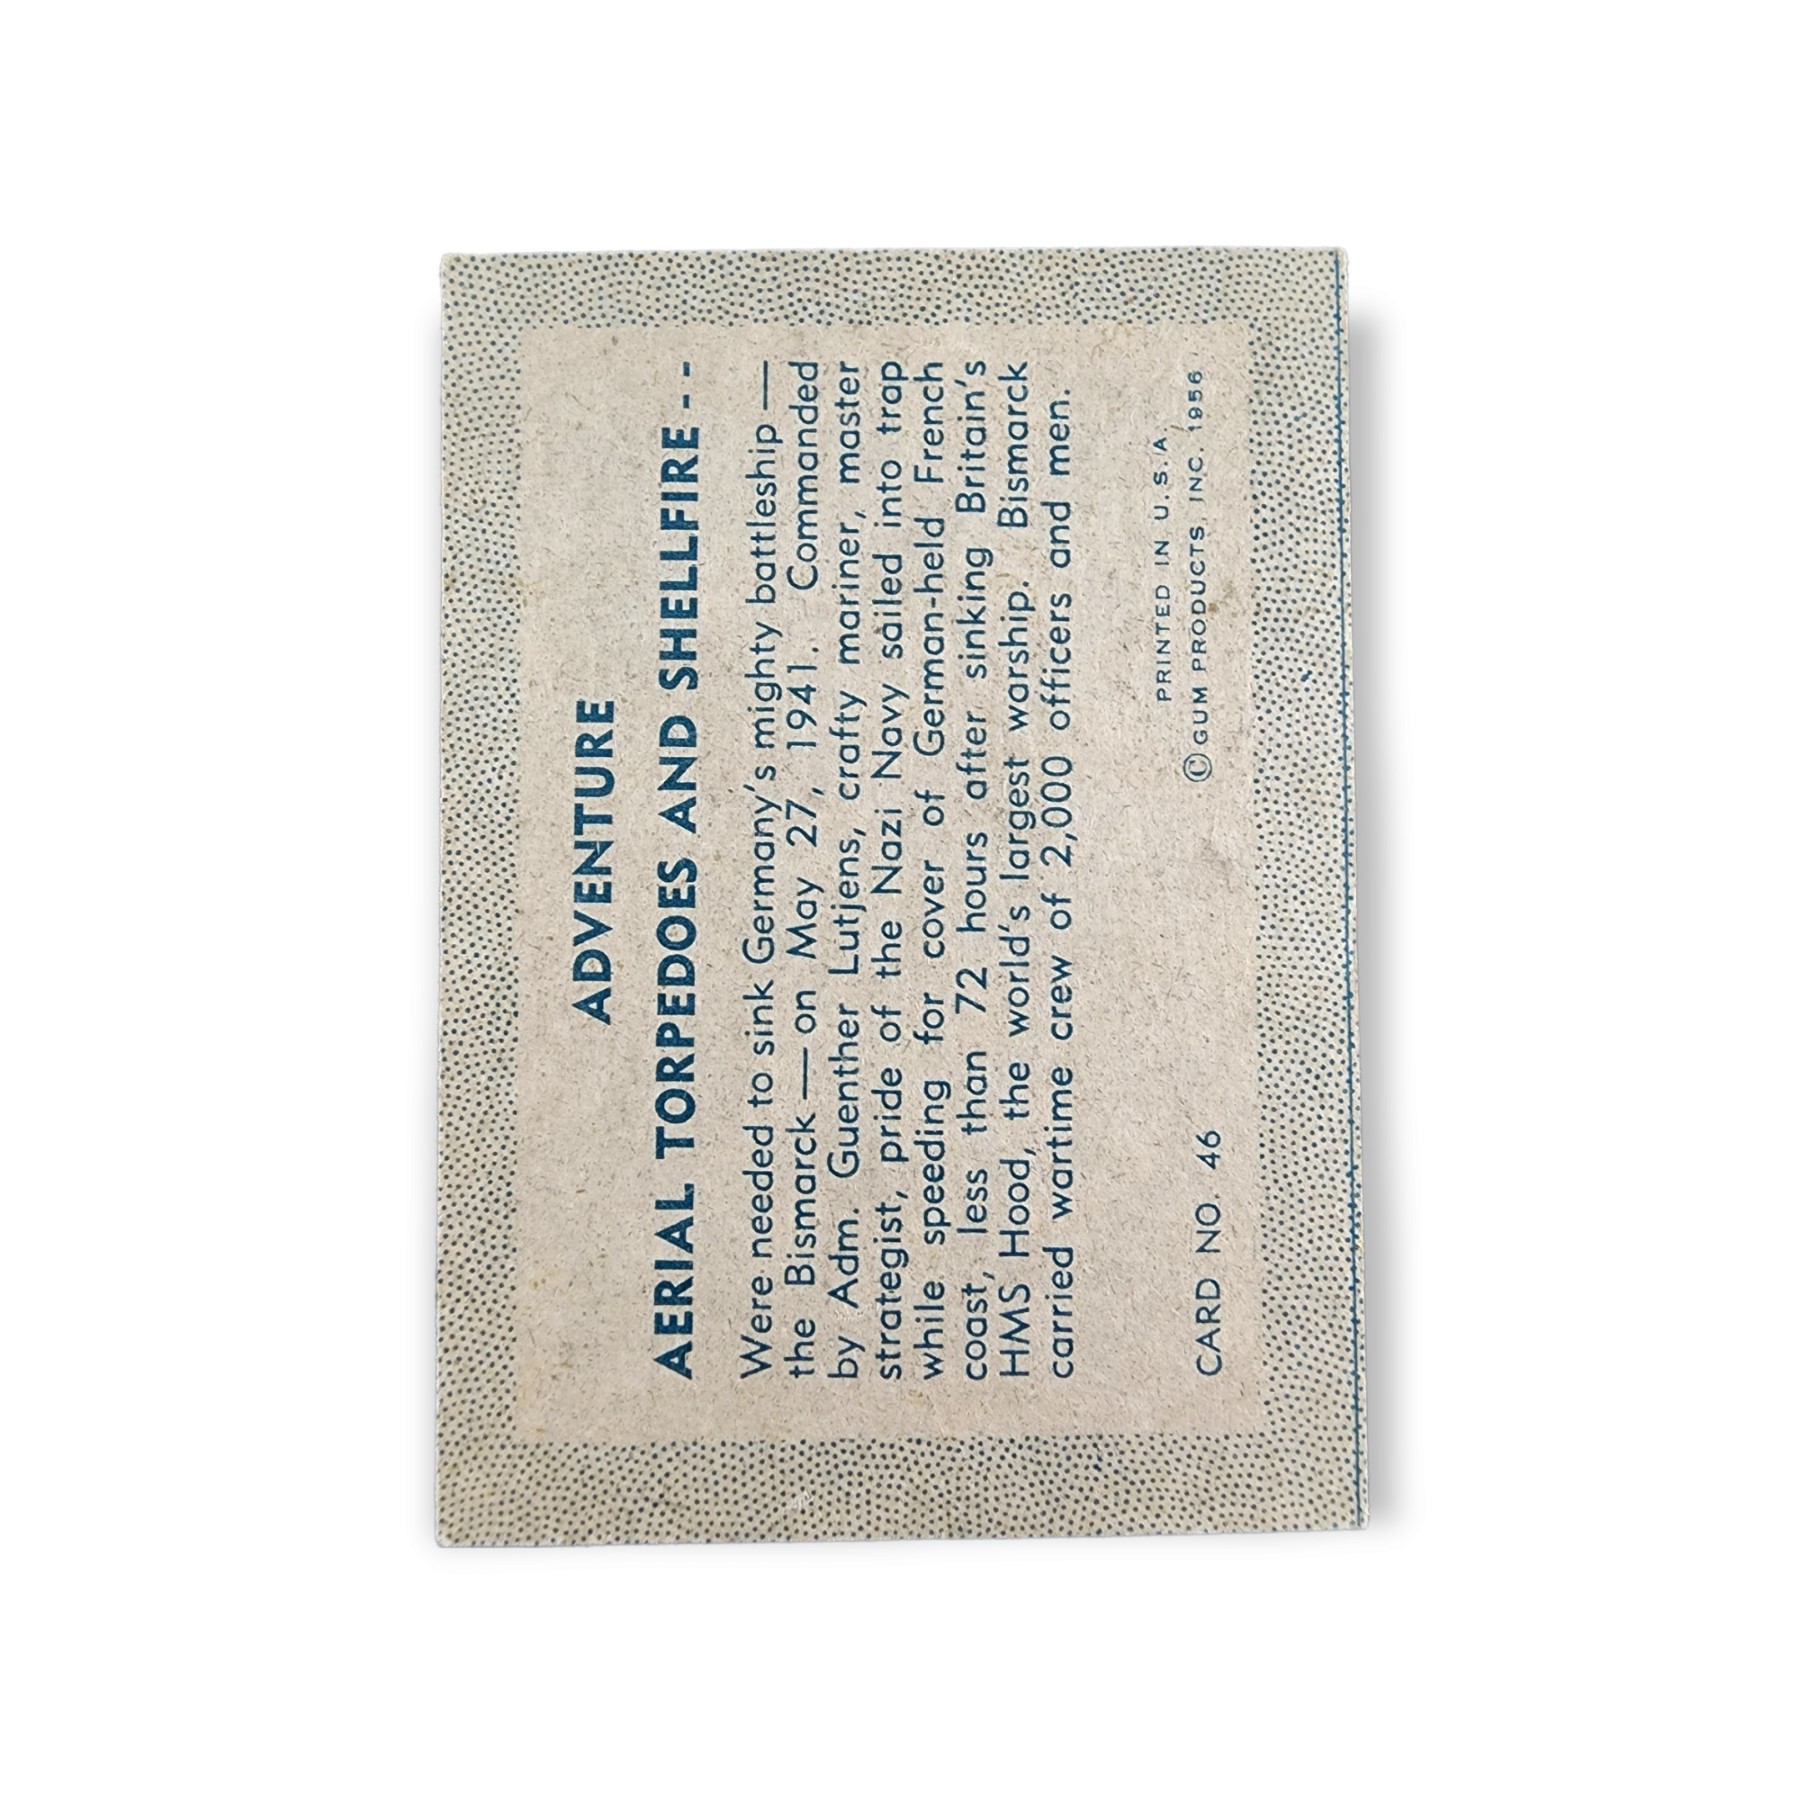 ADVENTURE
AERIAL TORPEDOES AND SHELLFIRE - -
Were needed to sink Germany's mighty battleship —
the Bismarck — on May 27, 1941. Commanded
by Adm. Guenther Lutjens, crafty mariner, master
strategist, pride of the Nazi Navy sailed into trap
while speeding for cover of German-held French
coast, less than 72 hours after sinking Britain's
HMS Hood, the world's largest warship. Bismarck
carried wartime crew of 2,000 officers and men.
PRINTED IN U.S.A
CARD NO. 46 © GUM PRODUCTS, INC. 1956